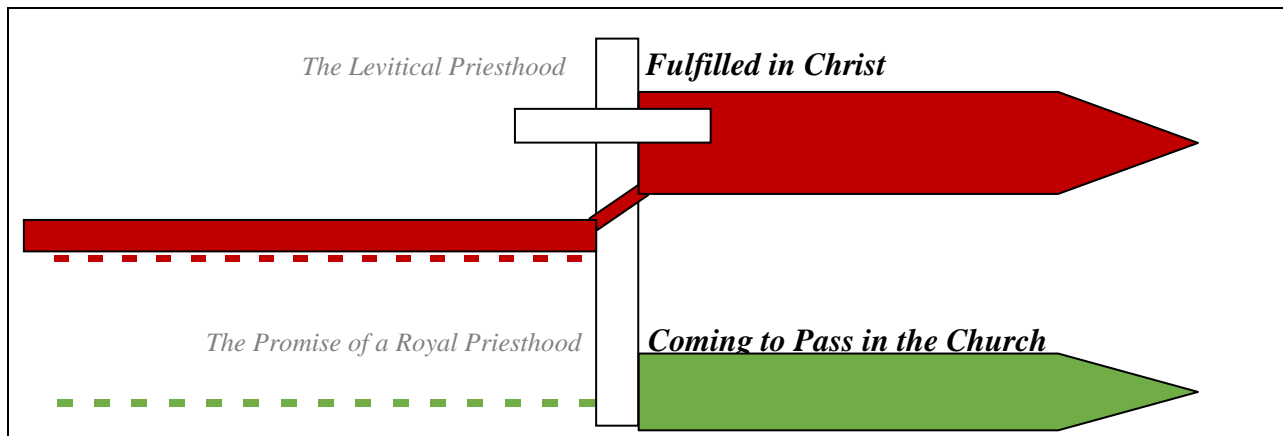 The Levitical Priesthood
Fulfilled in Christ
The Promise of a Royal Priesthood
Coming to Pass in the Church